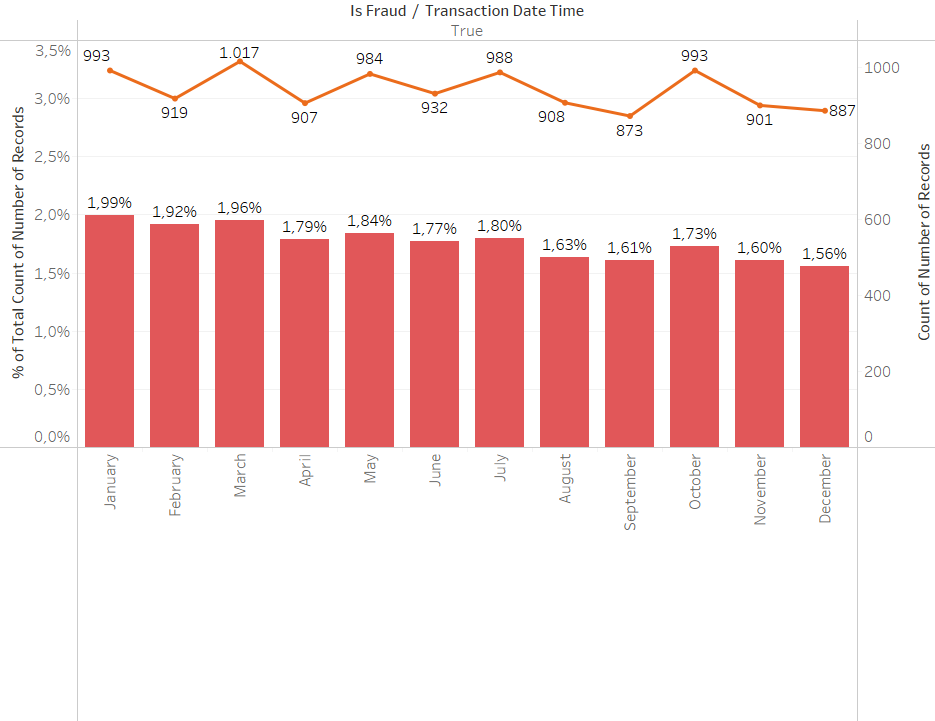 Is Fraud / Transaction Date Time
True
3,5%
3,0%
2,5%
2,0%
1,5%
1,0%
0,5%
0,0%
% of Total Count of Number of Records
993
919
1.017
907
984
932
988
908
873
993
901
887
1,99%
1,92%
1,96%
1,79%
1,84%
1,77%
1,80%
1,63%
1,61%
1,73%
1,60%
1,56%
1000
800
600
400
200
0
Count of Number of Records
January
February
March
April
May
June
July
August
September
October
November
December